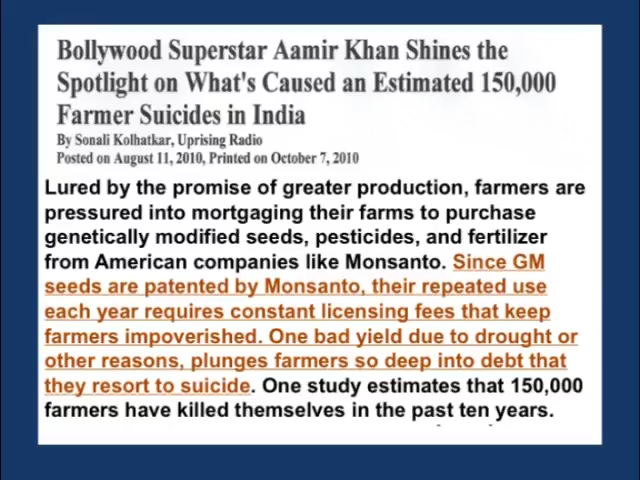 Bollywood Superstar Aamir Khan Shines the
Spotlight on What's Caused an Estimated 150,000
Farmer Suicides in India
By Sonali Kolhatkar, Uprising Radio
Posted on August 11, 2010, Printed on October 7, 2010
Lured by the promise of greater production, farmers are
pressured into mortgaging their farms to purchase
genetically modified seeds, pesticides, and fertilizer
from American companies like Monsanto. Since GM
seeds are patented by Monsanto, their repeated use
each year requires constant licensing fees that keep
farmers impoverished. One bad yield due to drought or
other reasons, plunges farmers so deep into debt that
they resort to suicide. One study estimates that 150,000
farmers have killed themselves in the past ten years.